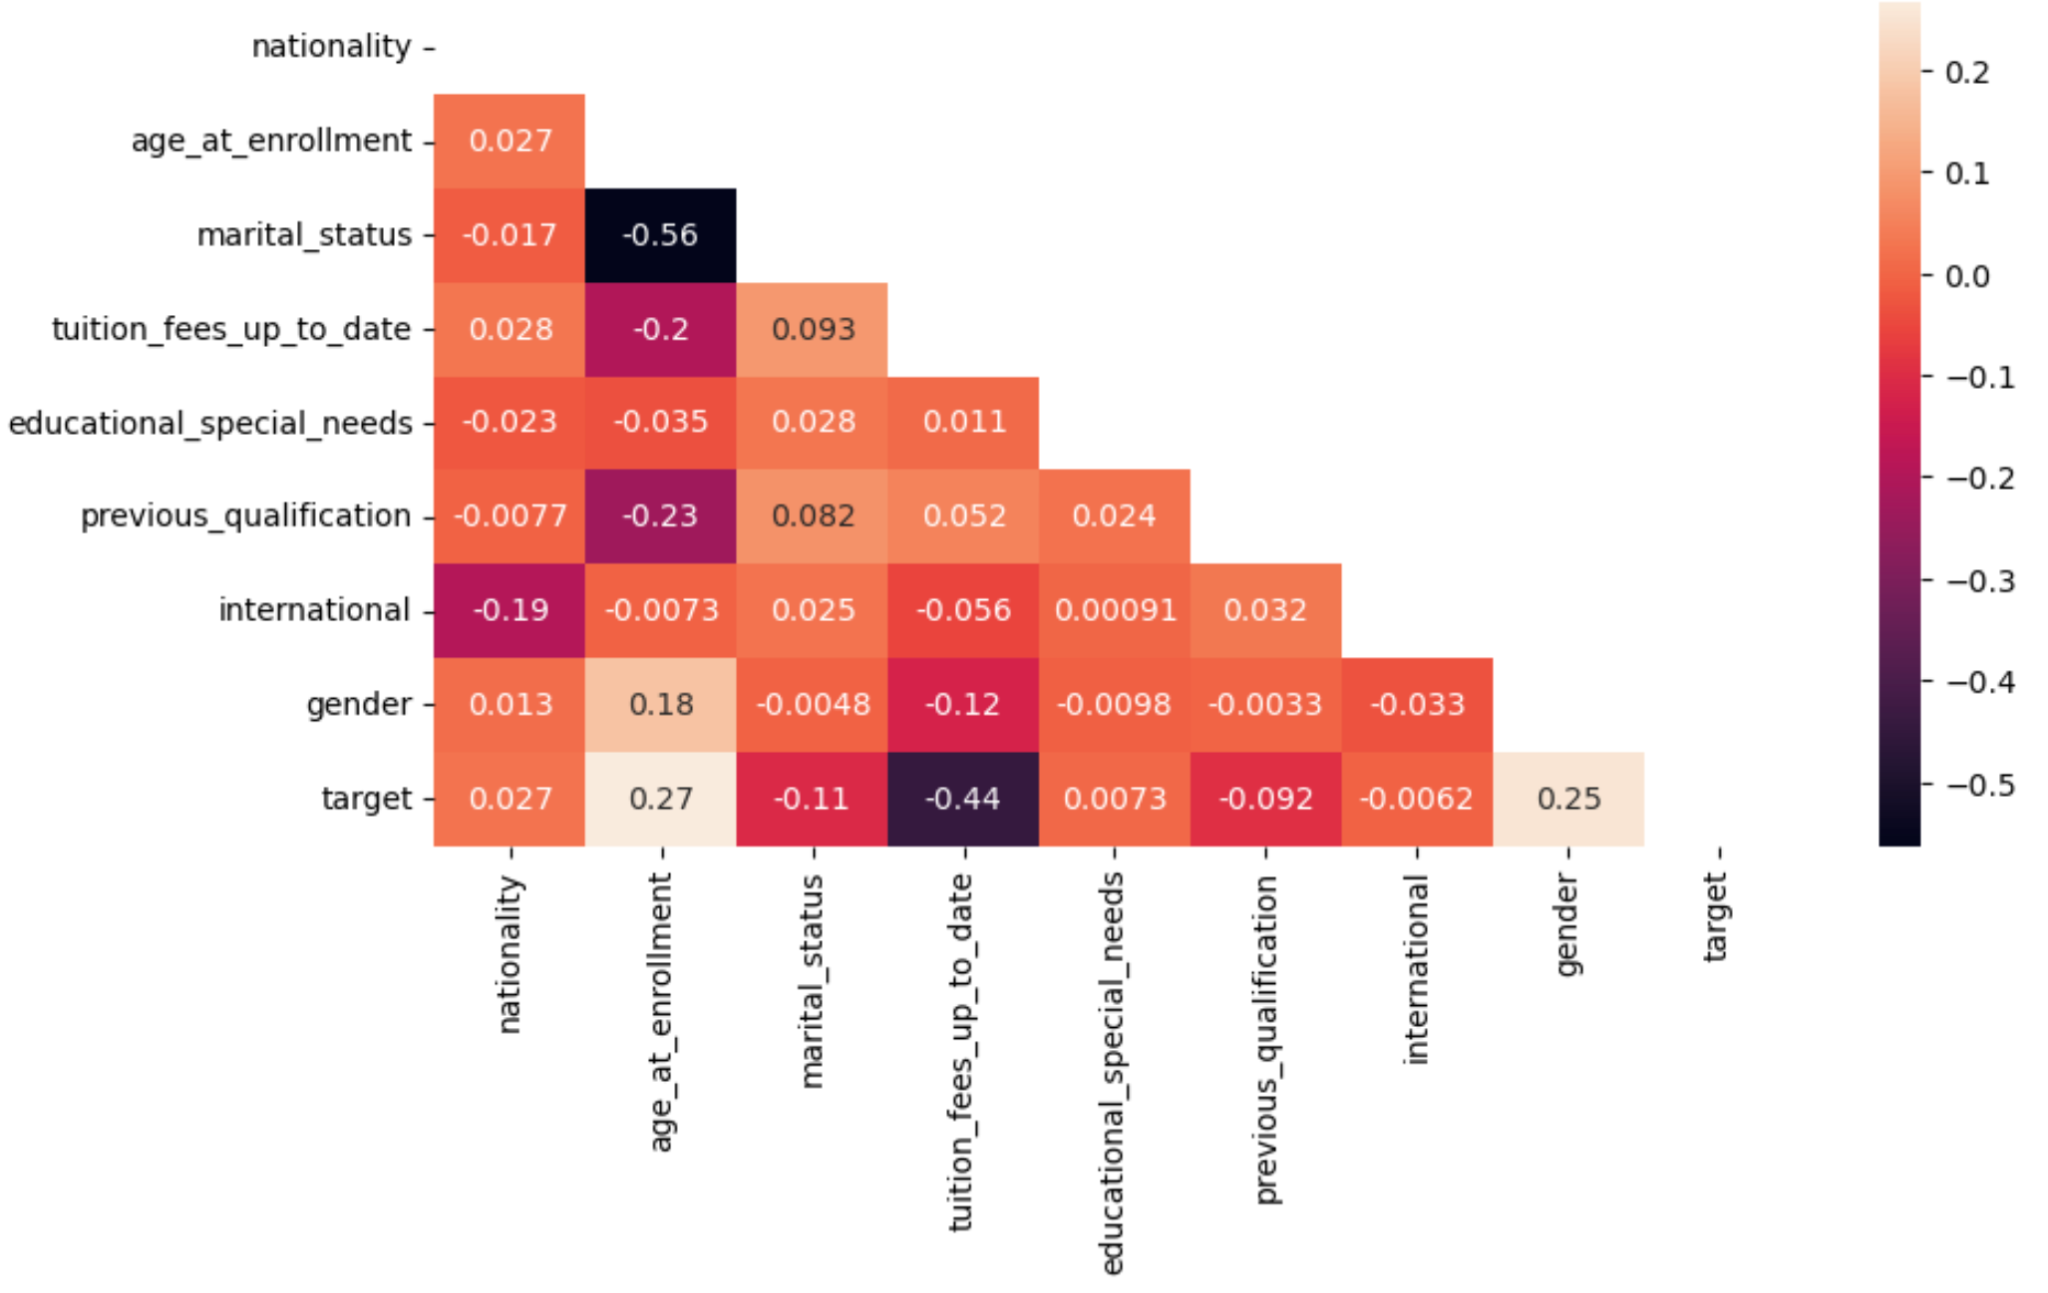 nationality
age_at_enrollment 0.027
marital_status -0.017 -0.56
tuition_fees_up_to_date 0.028 -0.2 0.093
educational_special_needs -0.023 -0.035 0.028 0.011
previous_qualification -0.0077 -0.23 0.082 0.052 0.024
international -0.19 -0.0073 0.025 -0.056 0.00091 0.032
gender 0.013 0.18 -0.0048 -0.12 -0.0098 -0.0033 -0.033
target 0.027 0.27 -0.11 -0.44 0.0073 -0.092 -0.0062 0.25
nationality
age_at_enrollment
marital_status
tuition_fees_up_to_date
educational_special_needs
previous_qualification
international
gender
target
0.2
0.1
0.0
−0.1
−0.2
−0.3
−0.4
−0.5